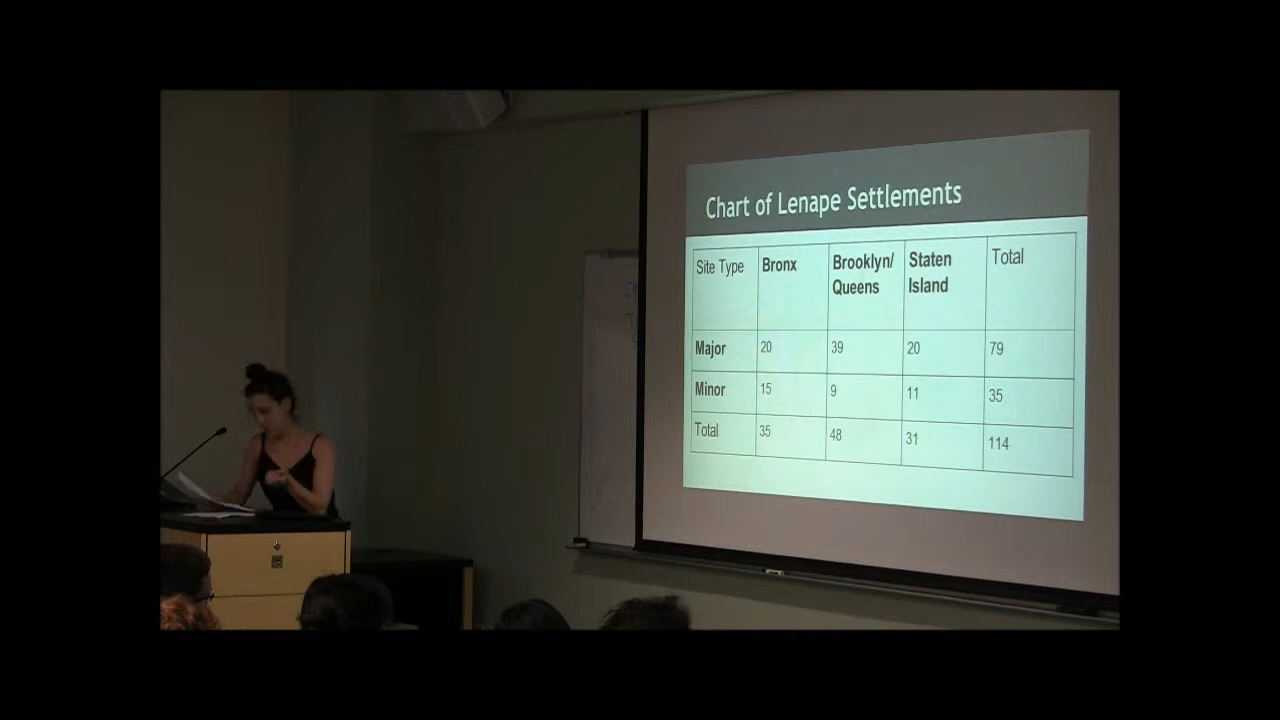 Chart of Lenape Settlements
Site Type Bronx Brooklyn/ Staten Total
Queens Island
Major 20 39 20 79
Minor 15 9 11 35
Total 35 48 31 114